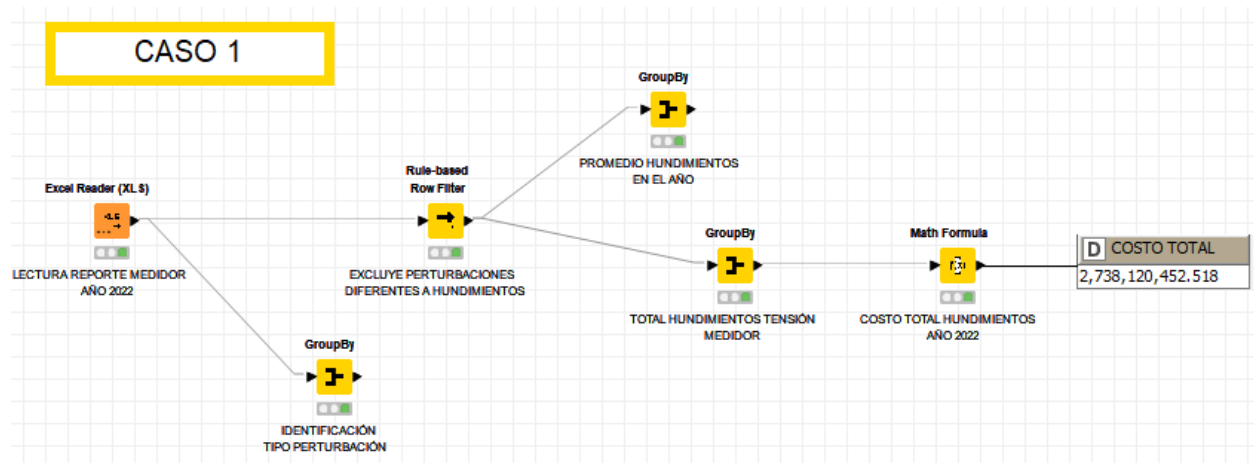 CASO 1
GroupBy
PROMEDIO HUNDIMIENTOS
EN EL AÑO
Excel Reader (XLS)
LECTURA REPORTE MEDIDOR
AÑO 2022
Rule-based
Row Filter
EXCLUYE PERTURBACIONES
DIFERENTES A HUNDIMIENTOS
GroupBy
TOTAL HUNDIMIENTOS TENSIÓN
MEDIDOR
Math Formula
COSTO TOTAL HUNDIMIENTOS
AÑO 2022
D COSTO TOTAL
2,738,120,452.518
GroupBy
IDENTIFICACIÓN
TIPO PERTURBACIÓN